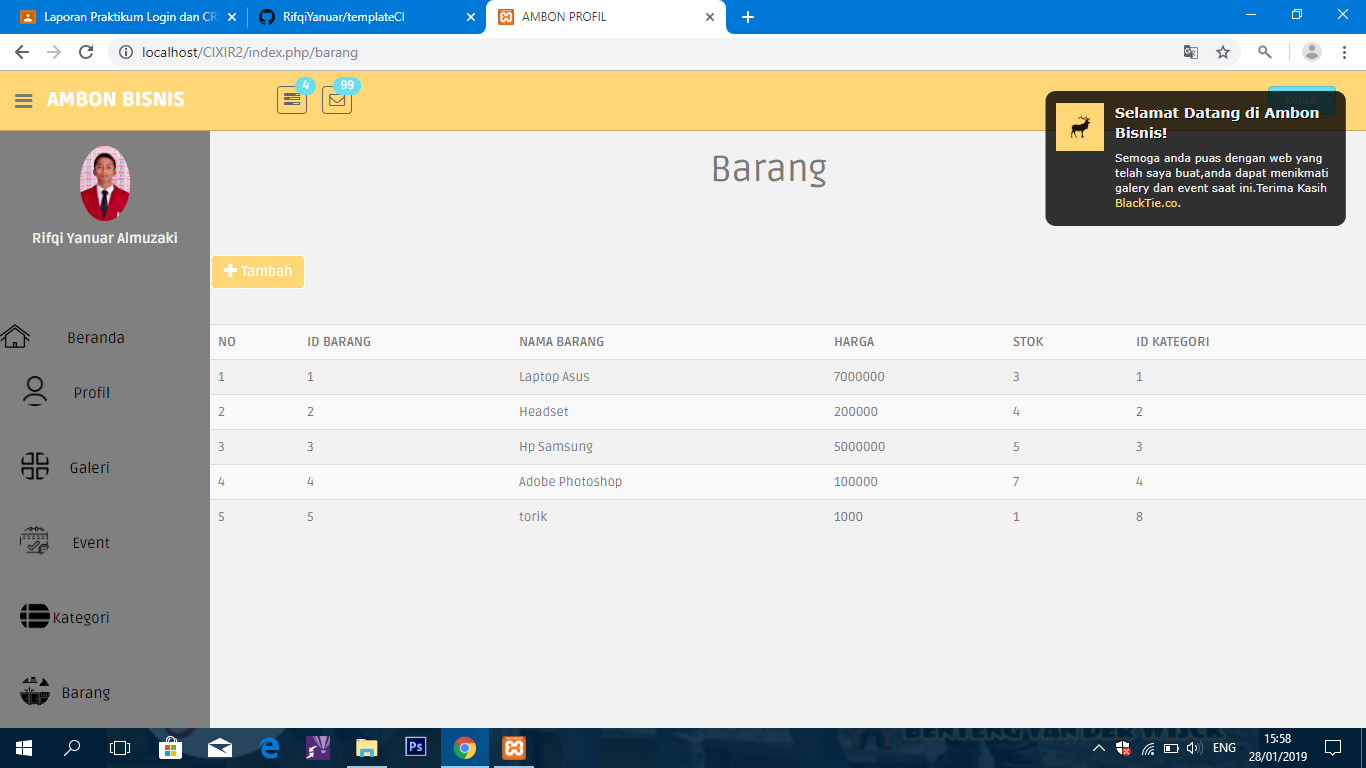 Laporan Praktikum Login dan CR
RifqiYanuar/templateCI
AMBON PROFIL
localhost/CIXIR2/index.php/barang
AMBON BISNIS
4
99
Selamat Datang di Ambon
Bisnis!
Semoga anda puas dengan web yang
telah saya buat,anda dapat menikmati
galery dan event saat ini.Terima Kasih
BlackTie.co.
Rifqi Yanuar Almuzaki
Beranda
Profil
Galeri
Event
Kategori
Barang
Barang
Tambah
NO ID BARANG NAMA BARANG HARGA STOK ID KATEGORI
1 1 Laptop Asus 7000000 3 1
2 2 Headset 200000 4 2
3 3 Hp Samsung 5000000 5 3
4 4 Adobe Photoshop 100000 7 4
5 5 torik 1000 1 8
Ps
ENG
15:58
28/01/2019